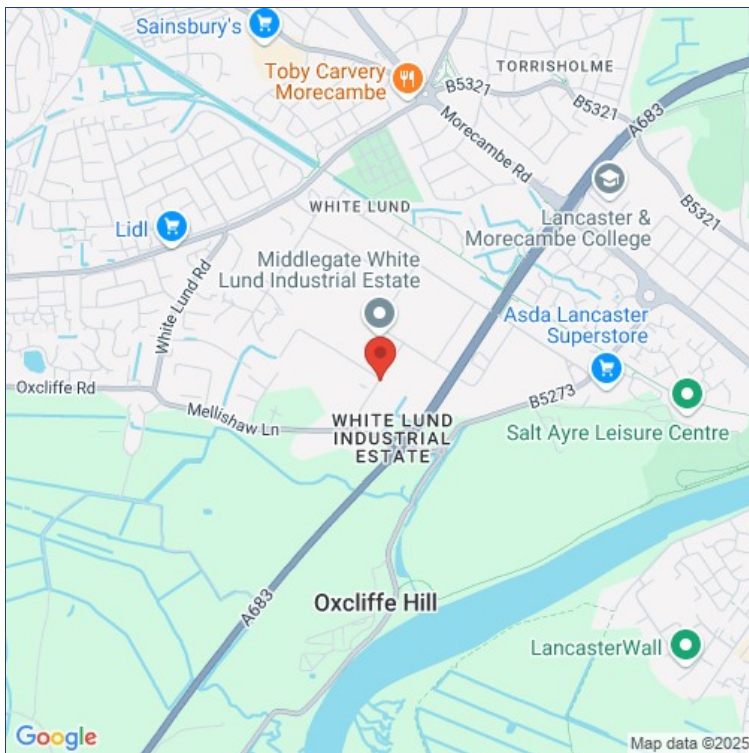 Sainsbury's
Toby Carvery
Morecambe
B5321
TORRISHOLME
B5321
A683
Morecambe Rd
B5321
Lancaster &
Morecambe College
WHITE LUND
Lidl
White Lund Rd
Middlegate White
Lund Industrial Estate
Asda Lancaster
Superstore
Oxcliffe Rd
Mellishaw Ln
B5273
WHITE LUND
INDUSTRIAL
ESTATE
Salt Ayre Leisure Centre
A683
Oxcliffe Hill
LancasterWall
Google
Map data ©2025